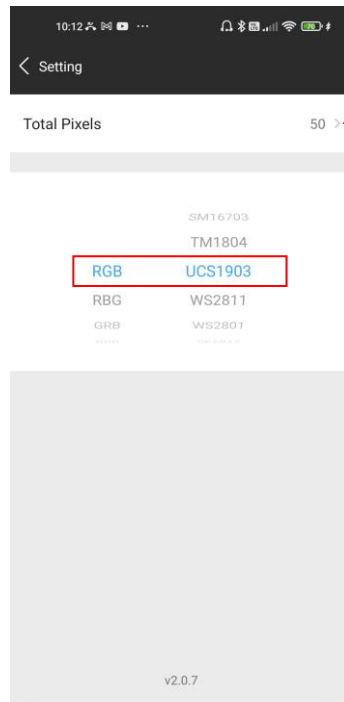 10:12 ...
Setting
Total Pixels 50 >
SM16703
TM1804
RGB UCS1903
RBG WS2811
GRB WS2801
v2.0.7